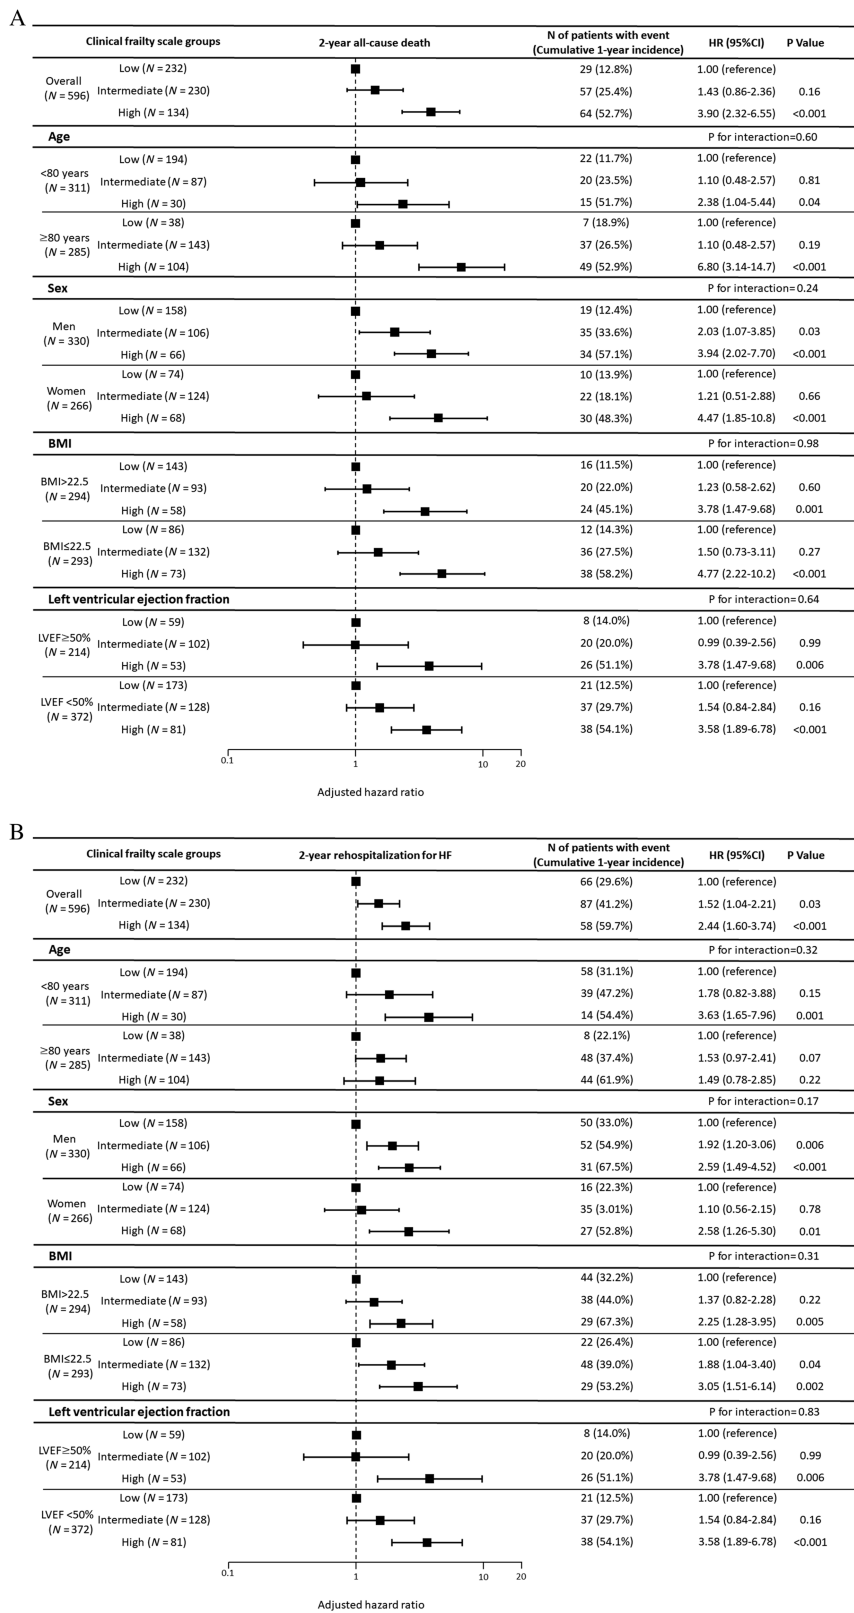 A
Clinical frailty scale groups 2-year all-cause death N of patients with event (Cumulative 1-year incidence) HR (95%CI) P Value
Overall (N = 596)
Low (N = 232) 29 (12.8%) 1.00 (reference)
Intermediate (N = 230) 57 (25.4%) 1.43 (0.86-2.36) 0.16
High (N = 134) 64 (52.7%) 3.90 (2.32-6.55) <0.001
Age P for interaction=0.60
<80 years (N = 311)
Low (N = 194) 22 (11.7%) 1.00 (reference)
Intermediate (N = 87) 20 (23.5%) 1.10 (0.48-2.57) 0.81
High (N = 30) 15 (51.7%) 2.38 (1.04-5.44) 0.04
≥80 years (N = 285)
Low (N = 38) 7 (18.9%) 1.00 (reference)
Intermediate (N = 143) 37 (26.5%) 1.10 (0.48-2.57) 0.19
High (N = 104) 49 (52.9%) 6.80 (3.14-14.7) <0.001
Sex P for interaction= 0.24
Men (N = 330)
Low (N = 158) 19 (12.4%) 1.00 (reference)
Intermediate (N = 106) 35 (33.6%) 2.03 (1.07-3.85) 0.03
High (N = 66) 34 (57.1%) 3.94 (2.02-7.70) <0.001
Women (N = 266)
Low (N = 74) 10 (13.9%) 1.00 (reference)
Intermediate (N = 124) 22 (18.1%) 1.21 (0.51-2.88) 0.66
High (N = 68) 30 (48.3%) 4.47 (1.85-10.8) <0.001
BMI P for interaction= 0.98
BMI>22.5 (N = 294)
Low (N = 143) 16 (11.5%) 1.00 (reference)
Intermediate (N = 93) 20 (22.0%) 1.23 (0.58-2.62) 0.60
High (N = 58) 24 (45.1%) 3.78 (1.47-9.68) 0.001
BMI≤22.5 (N = 293)
Low (N = 86) 12 (14.3%) 1.00 (reference)
Intermediate (N = 132) 36 (27.5%) 1.50 (0.73-3.11) 0.27
High (N = 73) 38 (58.2%) 4.77 (2.22-10.2) <0.001
Left ventricular ejection fraction P for interaction= 0.64
LVEF≥50% (N = 214)
Low (N = 59) 8 (14.0%) 1.00 (reference)
Intermediate (N = 102) 20 (20.0%) 0.99 (0.39-2.56) 0.99
High (N = 53) 26 (51.1%) 3.78 (1.47-9.68) 0.006
LVEF <50% (N = 372)
Low (N = 173) 21 (12.5%) 1.00 (reference)
Intermediate (N = 128) 37 (29.7%) 1.54 (0.84-2.84) 0.16
High (N = 81) 38 (54.1%) 3.58 (1.89-6.78) <0.001
0.1 1 10 20
Adjusted hazard ratio
B
Clinical frailty scale groups 2-year rehospitalization for HF N of patients with event (Cumulative 1-year incidence) HR (95%CI) P Value
Overall (N = 596)
Low (N = 232) 66 (29.6%) 1.00 (reference)
Intermediate (N = 230) 87 (41.2%) 1.52 (1.04-2.21) 0.03
High (N = 134) 58 (59.7%) 2.44 (1.60-3.74) <0.001
Age P for interaction=0.32
<80 years (N = 311)
Low (N = 194) 58 (31.1%) 1.00 (reference)
Intermediate (N = 87) 39 (47.2%) 1.78 (0.82-3.88) 0.15
High (N = 30) 14 (54.4%) 3.63 (1.65-7.96) 0.001
≥80 years (N = 285)
Low (N = 38) 8 (22.1%) 1.00 (reference)
Intermediate (N = 143) 48 (37.4%) 1.53 (0.97-2.41) 0.07
High (N = 104) 44 (61.9%) 1.49 (0.78-2.85) 0.22
Sex P for interaction= 0.17
Men (N = 330)
Low (N = 158) 50 (33.0%) 1.00 (reference)
Intermediate (N = 106) 52 (54.9%) 1.92 (1.20-3.06) 0.006
High (N = 66) 31 (67.5%) 2.59 (1.49-4.52) <0.001
Women (N = 266)
Low (N = 74) 16 (22.3%) 1.00 (reference)
Intermediate (N = 124) 35 (3.01%) 1.10 (0.56-2.15) 0.78
High (N = 68) 27 (52.8%) 2.58 (1.26-5.30) 0.01
BMI P for interaction= 0.31
BMI>22.5 (N = 294)
Low (N = 143) 44 (32.2%) 1.00 (reference)
Intermediate (N = 93) 38 (44.0%) 1.37 (0.82-2.28) 0.22
High (N = 58) 29 (67.3%) 2.25 (1.28-3.95) 0.005
BMI≤22.5 (N = 293)
Low (N = 86) 22 (26.4%) 1.00 (reference)
Intermediate (N = 132) 48 (39.0%) 1.88 (1.04-3.40) 0.04
High (N = 73) 29 (53.2%) 3.05 (1.51-6.14) 0.002
Left ventricular ejection fraction P for interaction= 0.83
LVEF≥50% (N = 214)
Low (N = 59) 8 (14.0%) 1.00 (reference)
Intermediate (N = 102) 20 (20.0%) 0.99 (0.39-2.56) 0.99
High (N = 53) 26 (51.1%) 3.78 (1.47-9.68) 0.006
LVEF <50% (N = 372)
Low (N = 173) 21 (12.5%) 1.00 (reference)
Intermediate (N = 128) 37 (29.7%) 1.54 (0.84-2.84) 0.16
High (N = 81) 38 (54.1%) 3.58 (1.89-6.78) <0.001
0.1 1 10 20
Adjusted hazard ratio